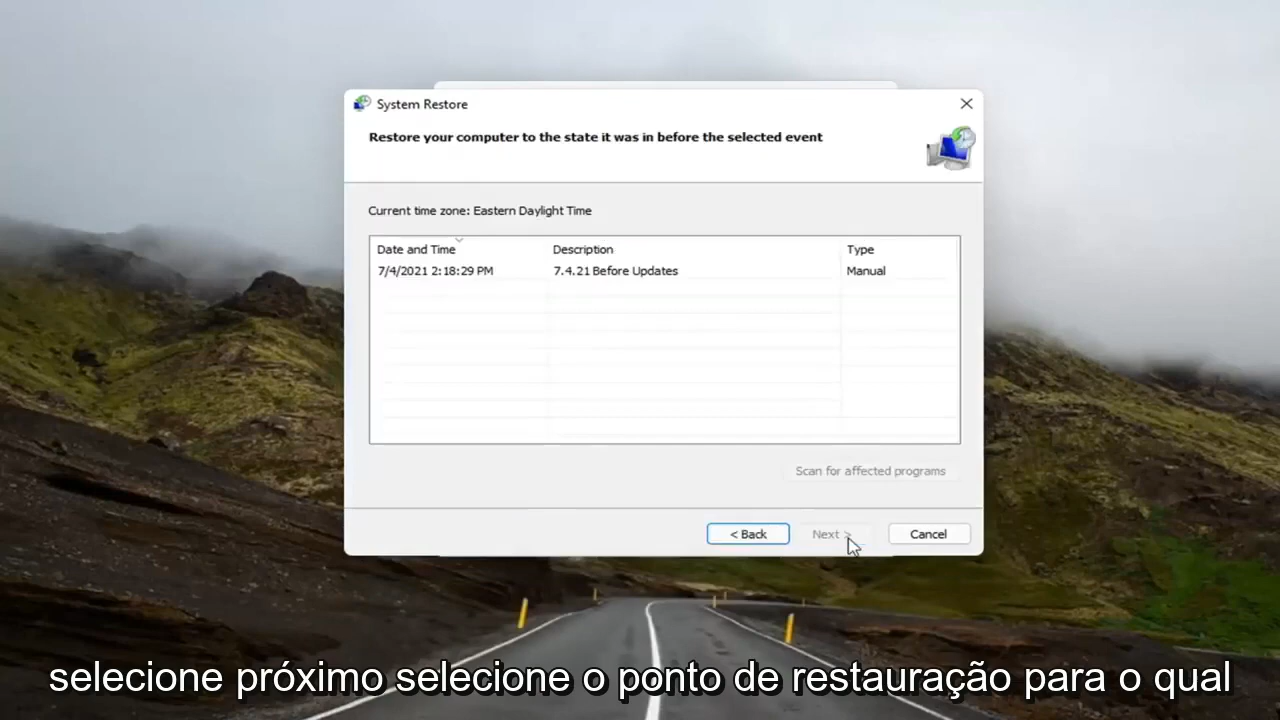 System Restore
Restore your computer to the state it was in before the selected event
Current time zone: Eastern Daylight Time
Date and Time Description Type
7/4/2021 2:18:29 PM 7.4.21 Before Updates Manual
Scan for affected programs
< Back Next > Cancel
selecione próximo selecione o ponto de restauração para o qual